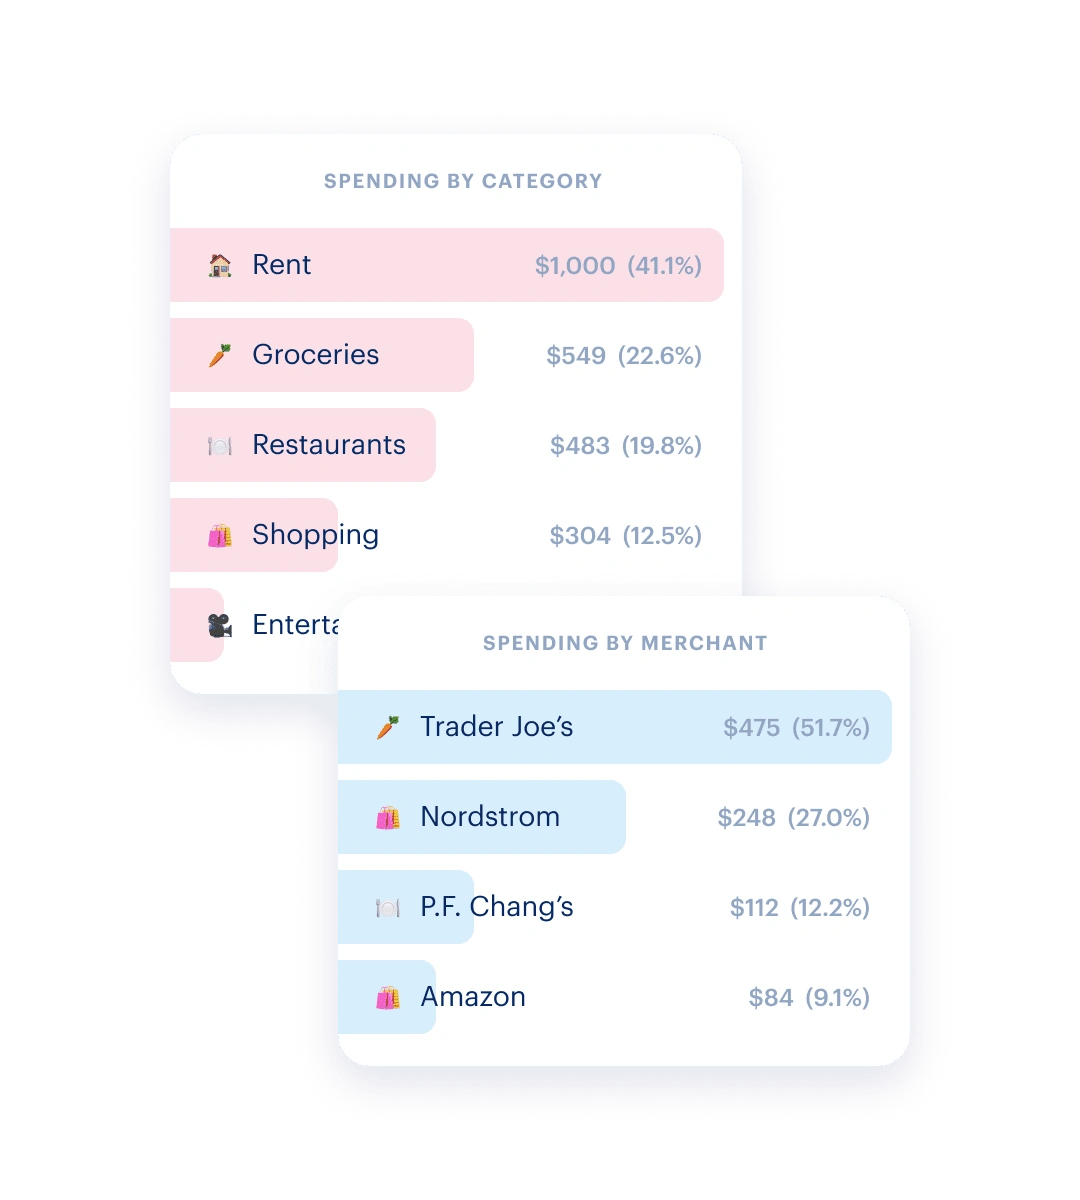 SPENDING BY CATEGORY
Rent $1,000 (41.1%)
Groceries $549 (22.6%)
Restaurants $483 (19.8%)
Shopping $304 (12.5%)
SPENDING BY MERCHANT
Trader Joe’s $475 (51.7%)
Nordstrom $248 (27.0%)
P.F. Chang’s $112 (12.2%)
Amazon $84 (9.1%)